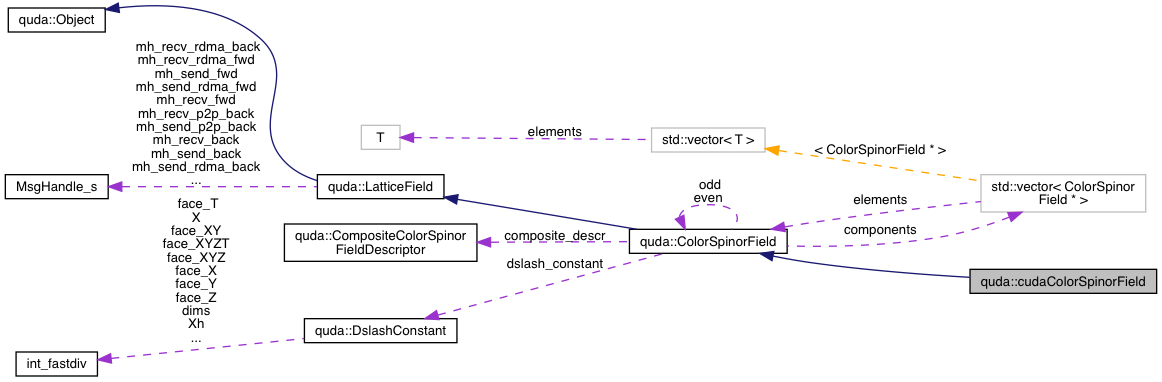 quda::Object
mh_recv_rdma_back
mh_recv_rdma_fwd
mh_send_fwd
mh_send_rdma_fwd
mh_recv_fwd
mh_recv_p2p_back
mh_send_p2p_back
mh_recv_back
mh_send_back
mh_send_rdma_back
...
T
elements
std::vector< T >
< ColorSpinorField * >
MsgHandle_s
quda::LatticeField
std::vector< ColorSpinor
Field * >
odd
even
elements
components
face_T
X
face_XY
face_XYZT
face_XYZ
face_X
face_Y
face_Z
dims
Xh
...
quda::CompositeColorSpinor
FieldDescriptor
composite_descr
quda::ColorSpinorField
dslash_constant
quda::cudaColorSpinorField
quda::DslashConstant
int_fastdiv